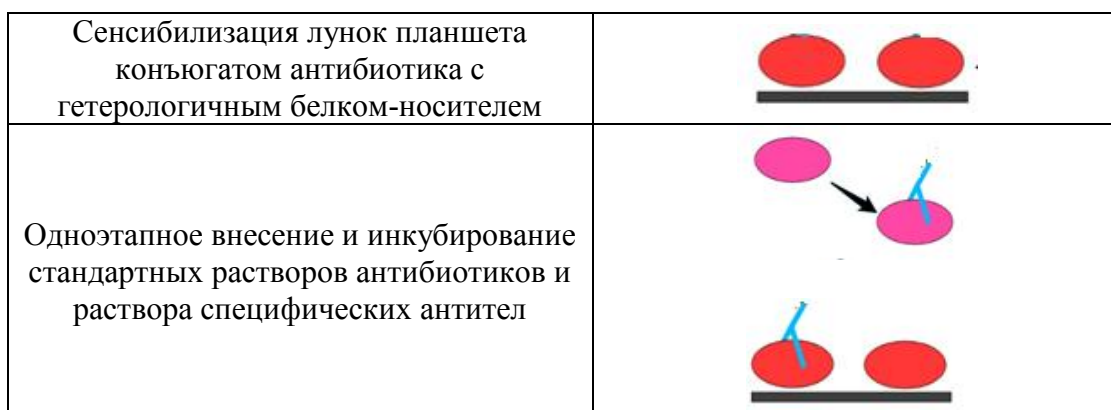 Сенсибилизация лунок планшета
конъюгатом антибиотика с
гетерологичным белком-носителем
Одноэтапное внесение и инкубирование
стандартных растворов антибиотиков и
раствора специфических антител